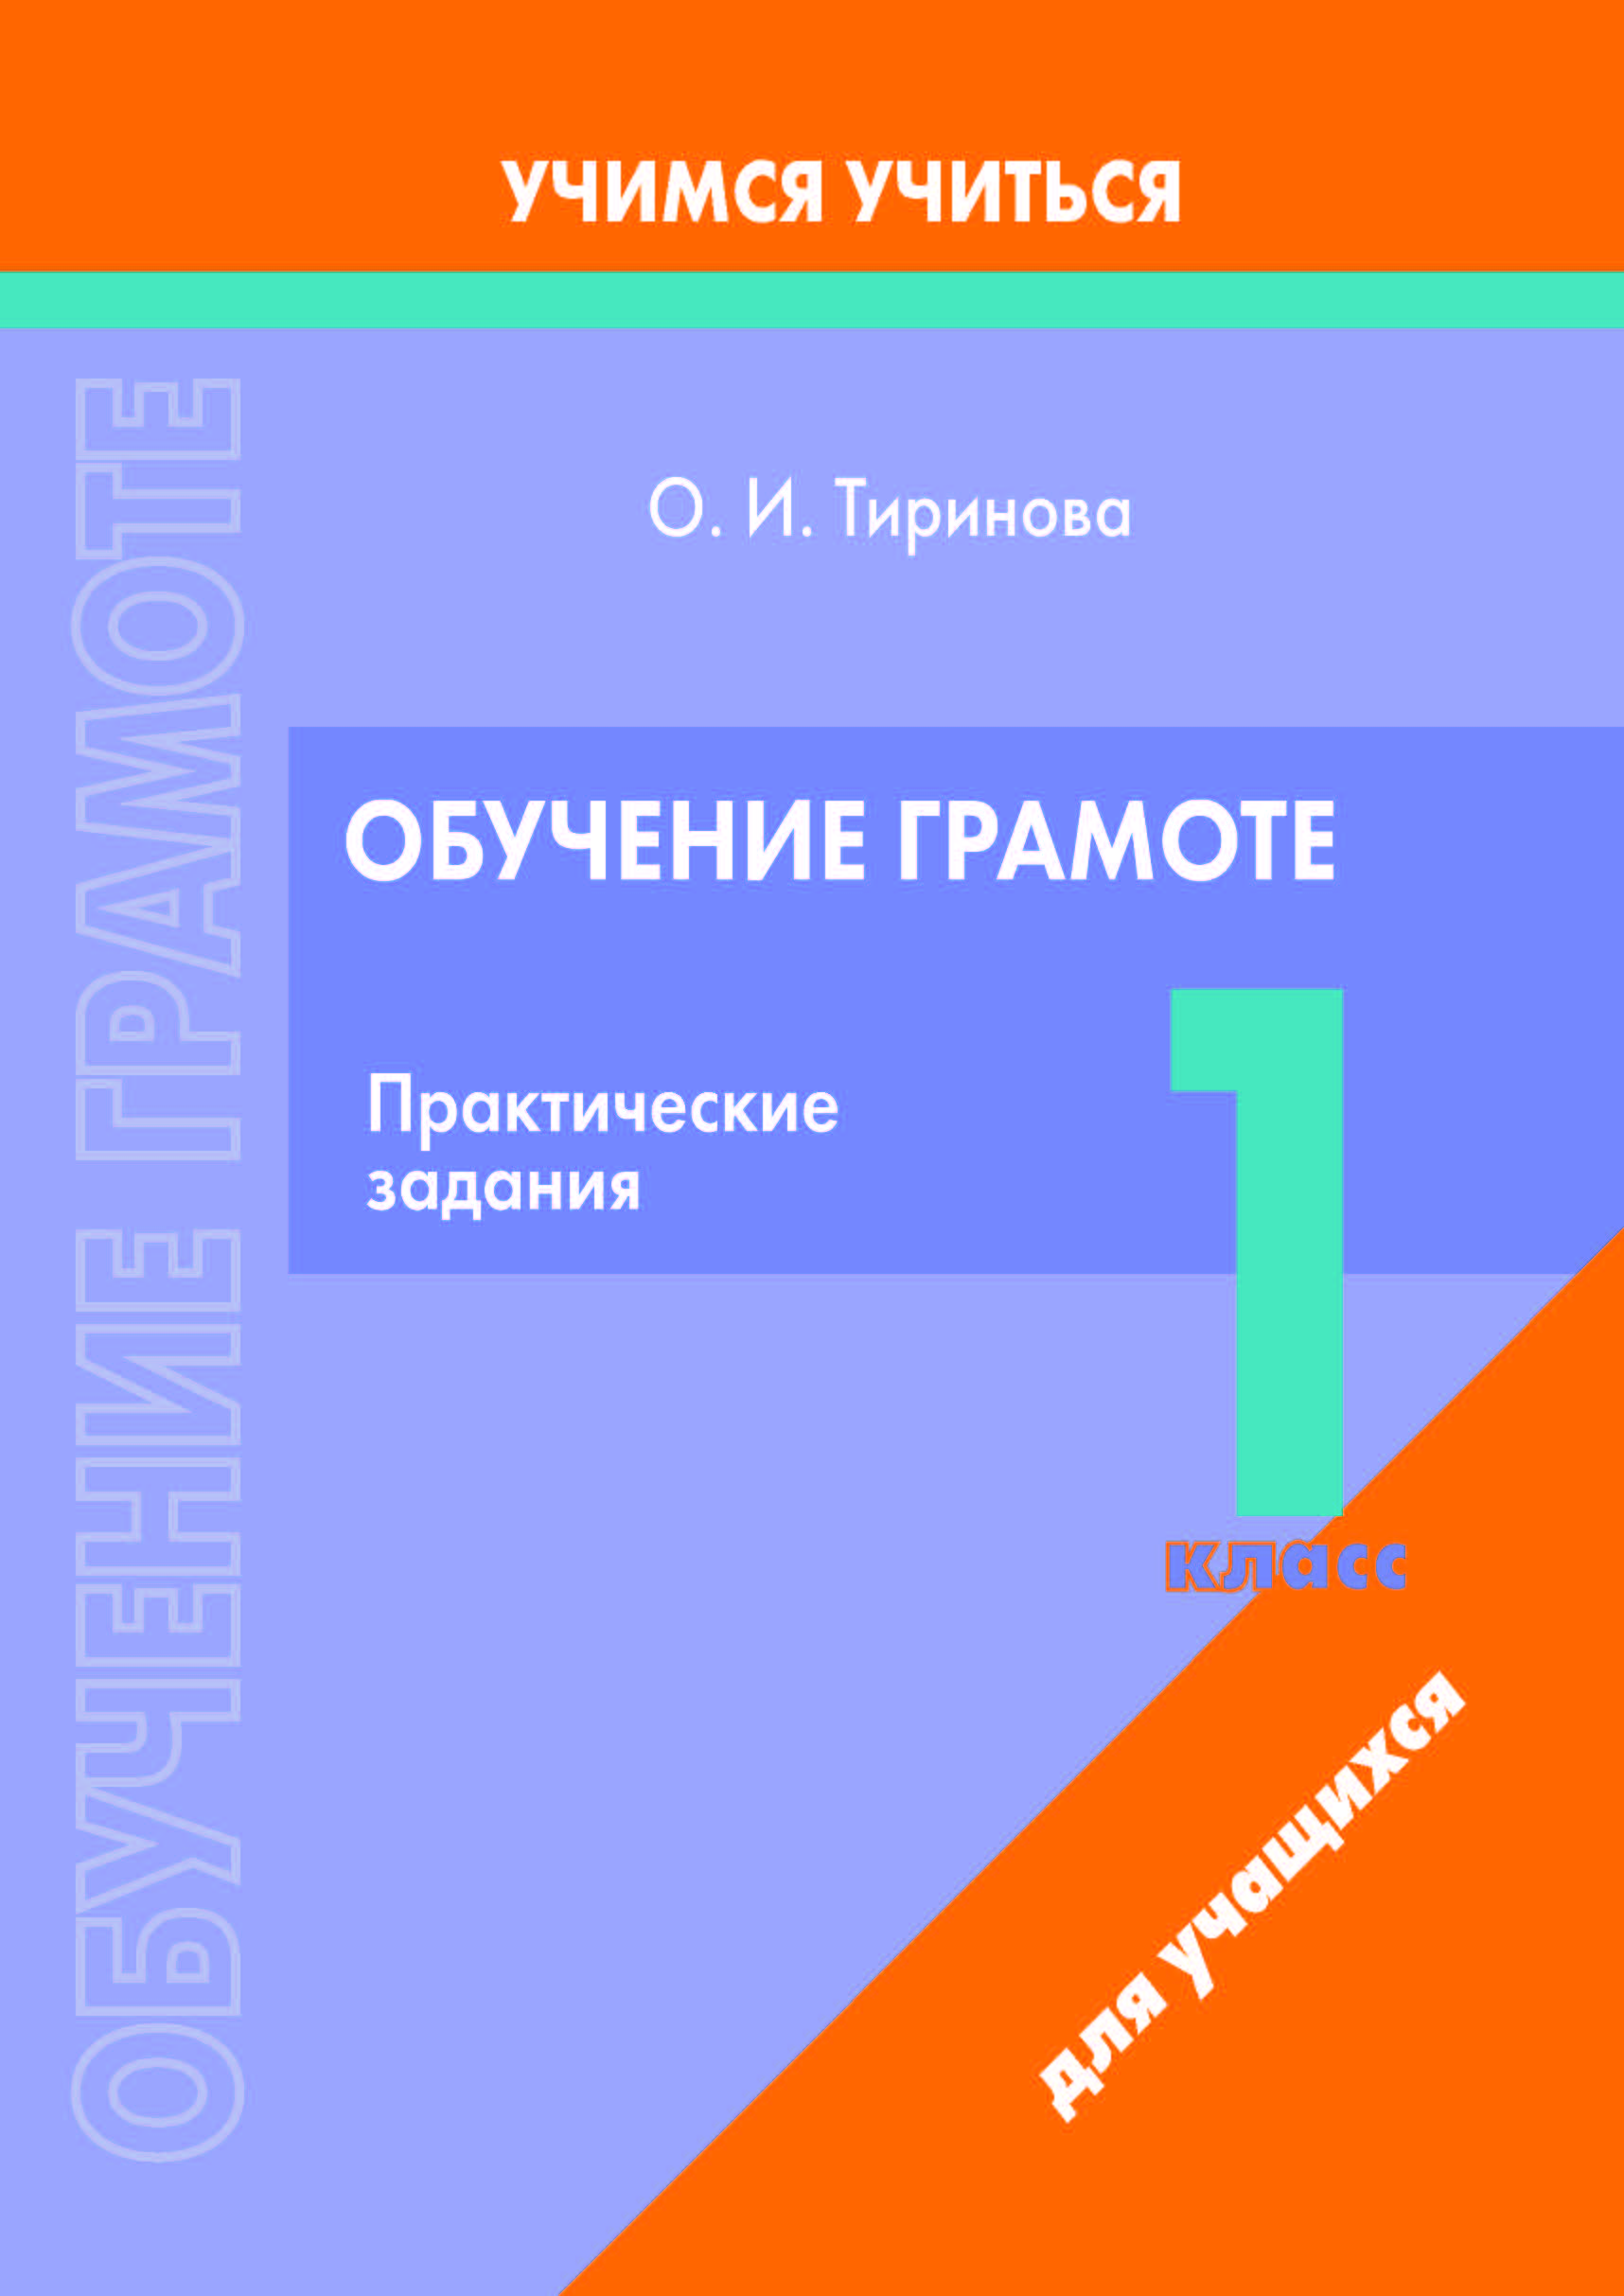 УЧИМСЯ УЧИТЬСЯ
О. И. Тиринова
ОБУЧЕНИЕ ГРАМОТЕ
ОБУЧЕНИЕ ГРАМОТЕ
Практические
задания
1
класс
для учащихся